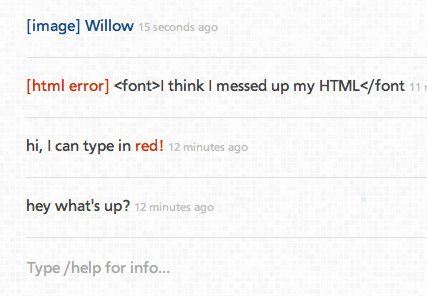 [image] Willow 15 seconds ago
[html error] <font>I think I messed up my HTML</font 11
hi, I can type in red! 12 minutes ago
hey what's up? 12 minutes ago
Type /help for info...